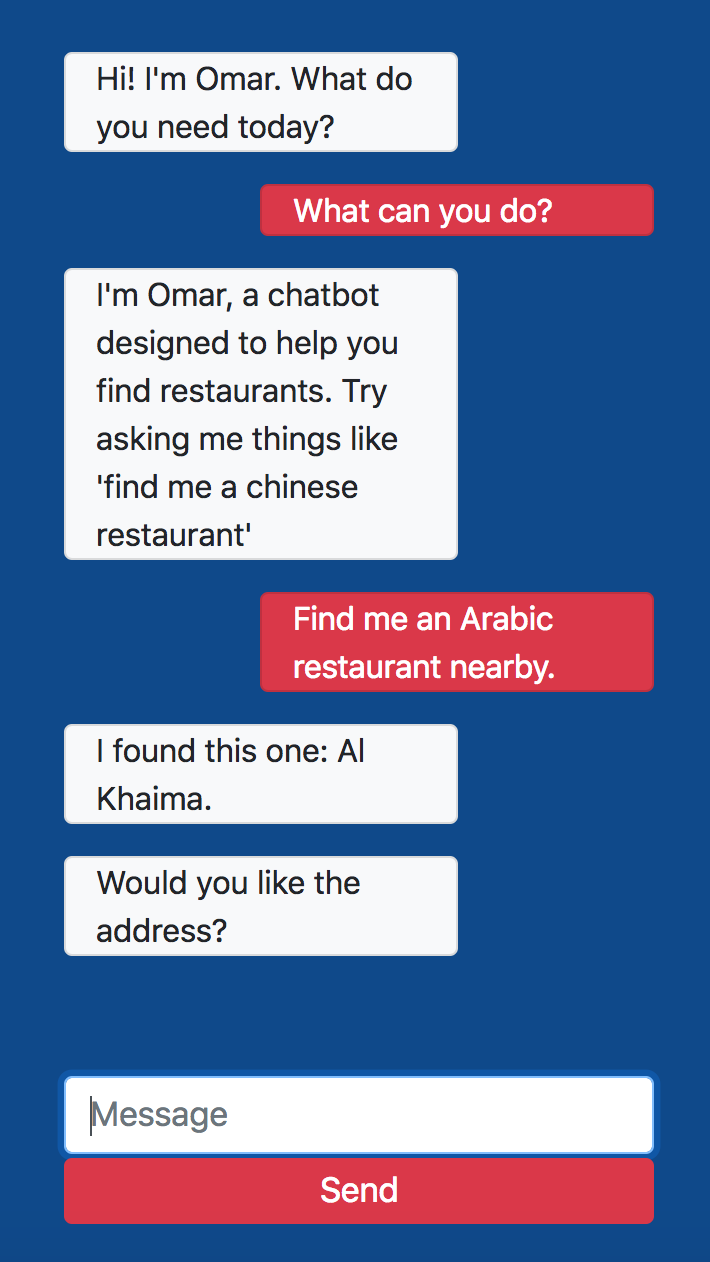 Hi! I'm Omar. What do
you need today?
What can you do?
I'm Omar, a chatbot
designed to help you
find restaurants. Try
asking me things like
'find me a chinese
restaurant'
Find me an Arabic
restaurant nearby.
I found this one: Al
Khaima.
Would you like the
address?
Message
Send